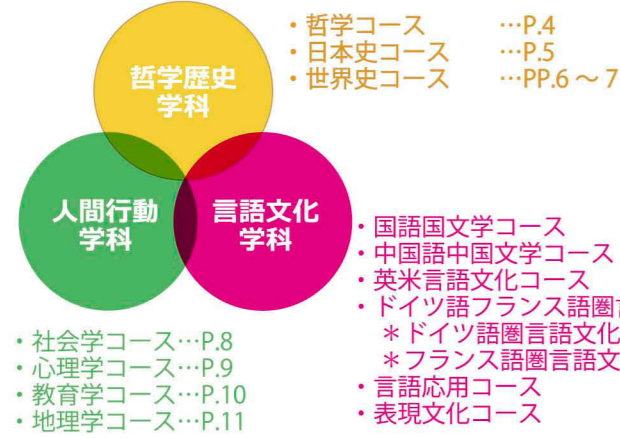 哲学歴史
学科
・哲学コース …P.4
・日本史コース …P.5
・世界史コース …PP.6～7
人間行動
学科
言語文化
学科
・国語国文学コース
・中国語中国文学コース
・英米言語文化コース
・ドイツ語フランス語圏言
＊ドイツ語圏言語文化
＊フランス語圏言語文
・言語応用コース
・表現文化コース
・社会学コース…P.8
・心理学コース…P.9
・教育学コース…P.10
・地理学コース…P.11